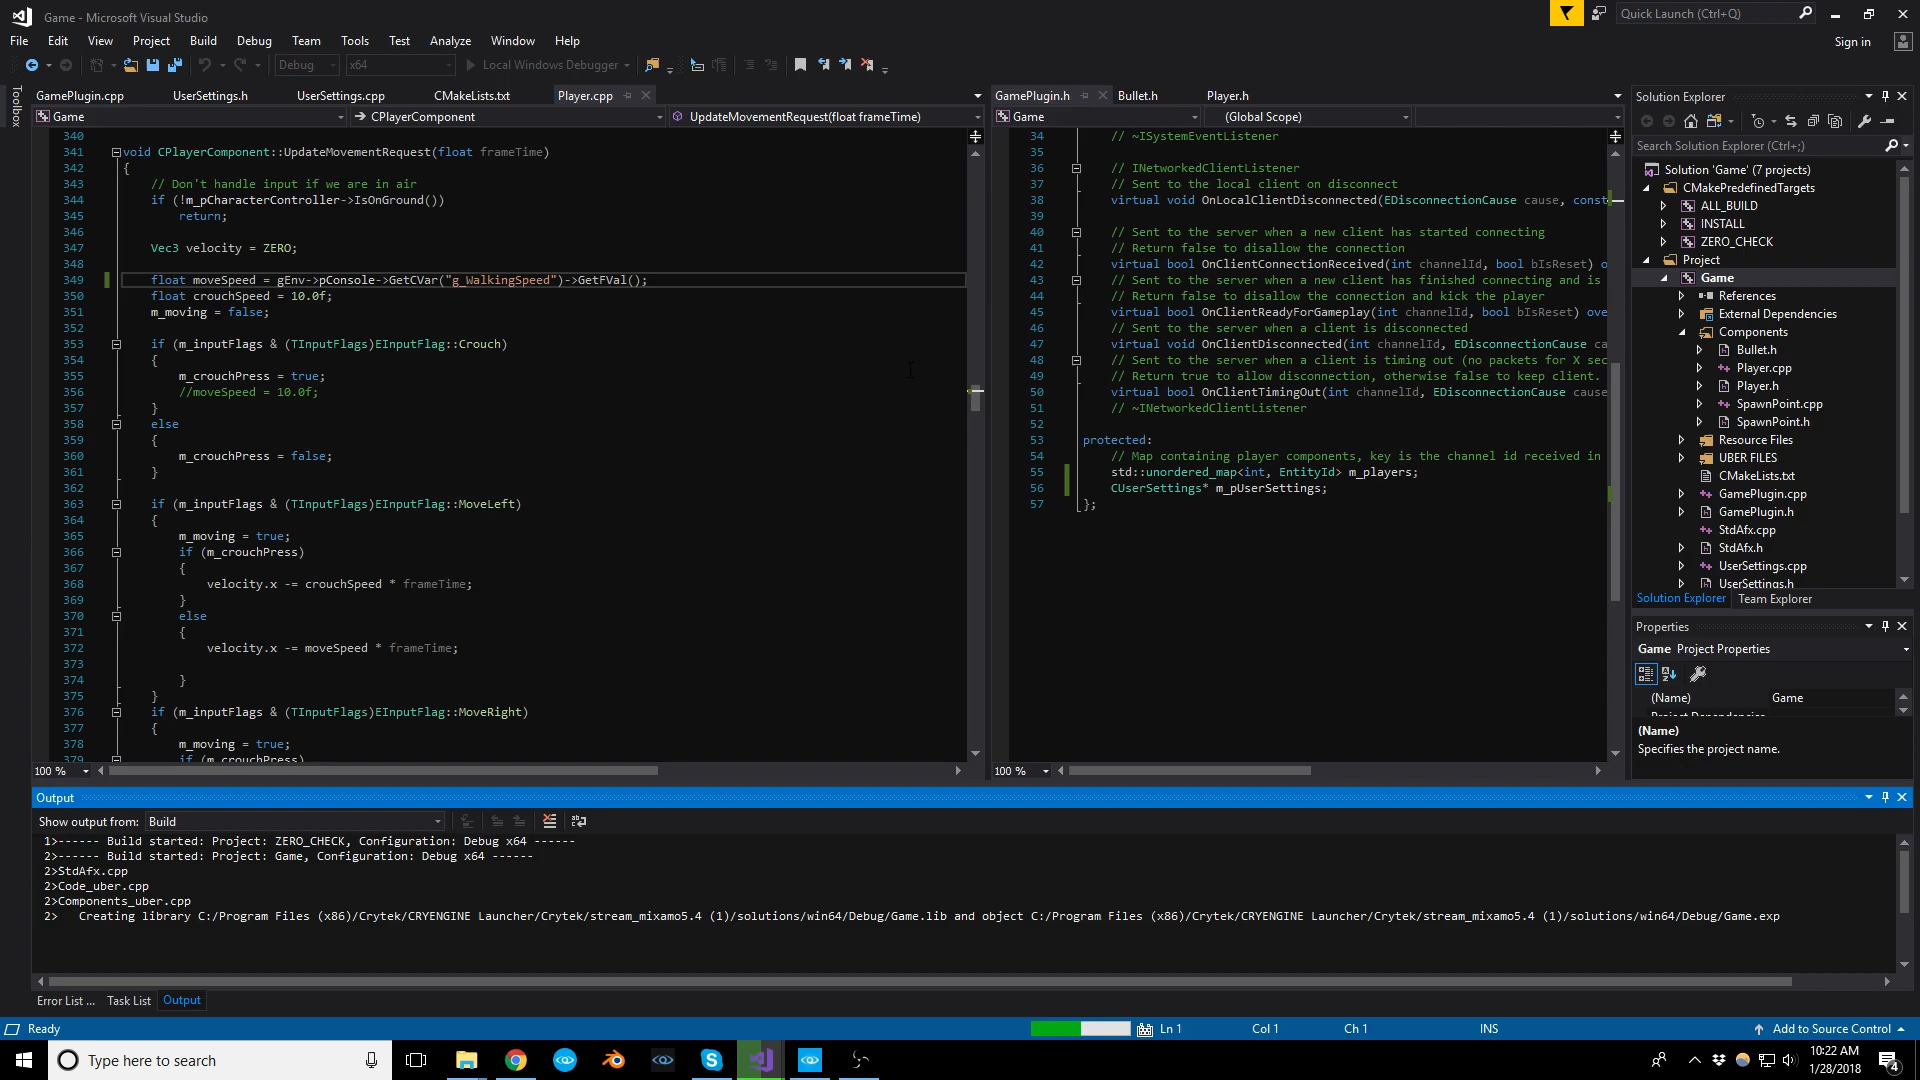 Game - Microsoft Visual Studio
Quick Launch (Ctrl+Q)
File Edit View Project Build Debug Team Tools Test Analyze Window Help
Sign in
Debug x64 Local Windows Debugger
Toolbox
GamePlugin.cpp UserSettings.h UserSettings.cpp CMakeLists.txt Player.cpp
Game CPlayerComponent UpdateMovementRequest(float frameTime)
340
341 void CPlayerComponent::UpdateMovementRequest(float frameTime)
342 {
343 // Don't handle input if we are in air
344 if (!m_pCharacterController->IsOnGround())
345 return;
346
347 Vec3 velocity = ZERO;
348
349 float moveSpeed = gEnv->pConsole->GetCVar("g_WalkingSpeed")->GetFVal();
350 float crouchSpeed = 10.0f;
351 m_moving = false;
352
353 if (m_inputFlags & (TInputFlags)EInputFlag::Crouch)
354 {
355 m_crouchPress = true;
356 //moveSpeed = 10.0f;
357 }
358 else
359 {
360 m_crouchPress = false;
361 }
362
363 if (m_inputFlags & (TInputFlags)EInputFlag::MoveLeft)
364 {
365 m_moving = true;
366 if (m_crouchPress)
367 {
368 velocity.x -= crouchSpeed * frameTime;
369 }
370 else
371 {
372 velocity.x -= moveSpeed * frameTime;
373
374 }
375 }
376 if (m_inputFlags & (TInputFlags)EInputFlag::MoveRight)
377 {
378 m_moving = true;
379 if (m_crouchPress)
100 %
GamePlugin.h Bullet.h Player.h
Game (Global Scope)
34 // ~ISystemEventListener
35
36 // INetworkedClientListener
37 // Sent to the local client on disconnect
38 virtual void OnLocalClientDisconnected(EDisconnectionCause cause, const
39
40 // Sent to the server when a new client has started connecting
41 // Return false to disallow the connection
42 virtual bool OnClientConnectionReceived(int channelId, bool bIsReset) o
43 // Sent to the server when a new client has finished connecting and is
44 // Return false to disallow the connection and kick the player
45 virtual bool OnClientReadyForGameplay(int channelId, bool bIsReset) ove
46 // Sent to the server when a client is disconnected
47 virtual void OnClientDisconnected(int channelId, EDisconnectionCause ca
48 // Sent to the server when a client is timing out (no packets for X sec
49 // Return true to allow disconnection, otherwise false to keep client.
50 virtual bool OnClientTimingOut(int channelId, EDisconnectionCause cause
51 // ~INetworkedClientListener
52
53 protected:
54 // Map containing player components, key is the channel id received in
55 std::unordered_map<int, EntityId> m_players;
56 CUserSettings* m_pUserSettings;
57 };
100 %
Solution Explorer
Search Solution Explorer (Ctrl+;)
Solution 'Game' (7 projects)
CMakePredefinedTargets
ALL_BUILD
INSTALL
ZERO_CHECK
Project
Game
References
External Dependencies
Components
Bullet.h
Player.cpp
Player.h
SpawnPoint.cpp
SpawnPoint.h
Resource Files
UBER FILES
CMakeLists.txt
GamePlugin.cpp
GamePlugin.h
StdAfx.cpp
StdAfx.h
UserSettings.cpp
UserSettings.h
Solution Explorer Team Explorer
Properties
Game Project Properties
(Name) Game
Project Dependencies
(Name)
Specifies the project name.
Output
Show output from: Build
1>------ Build started: Project: ZERO_CHECK, Configuration: Debug x64 ------
2>------ Build started: Project: Game, Configuration: Debug x64 ------
2>StdAfx.cpp
2>Code_uber.cpp
2>Components_uber.cpp
2> Creating library C:/Program Files (x86)/Crytek/CRYENGINE Launcher/Crytek/stream_mixamo5.4 (1)/solutions/win64/Debug/Game.lib and object C:/Program Files (x86)/Crytek/CRYENGINE Launcher/Crytek/stream_mixamo5.4 (1)/solutions/win64/Debug/Game.exp
Error List ... Task List Output
Ready Ln 1 Col 1 Ch 1 INS Add to Source Control
Type here to search
10:22 AM
1/28/2018
4